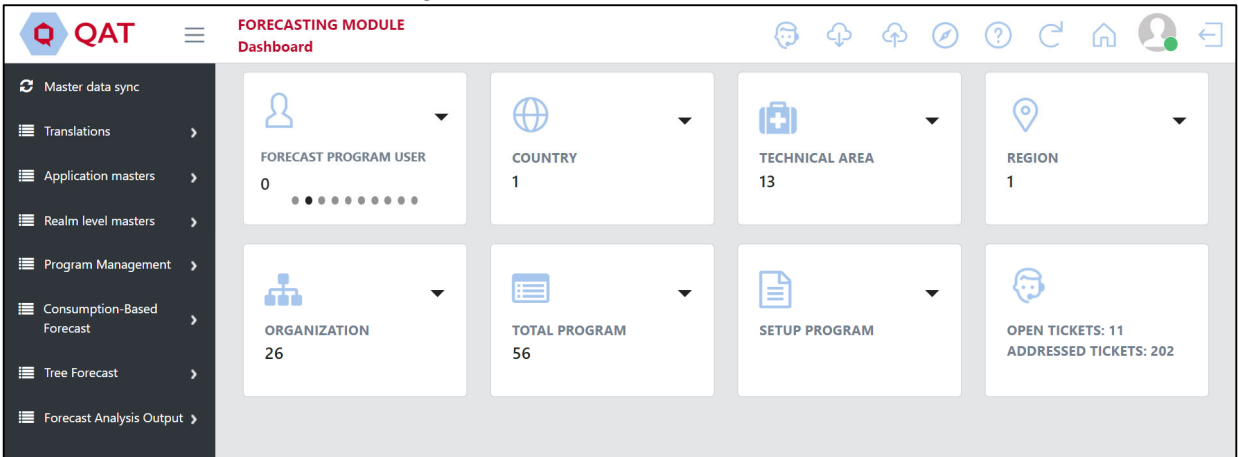 QAT
FORECASTING MODULE
Dashboard
Master data sync
Translations
Application masters
Realm level masters
Program Management
Consumption-Based
Forecast
Tree Forecast
Forecast Analysis Output
FORECAST PROGRAM USER
0
COUNTRY
1
TECHNICAL AREA
13
REGION
1
ORGANIZATION
26
TOTAL PROGRAM
56
SETUP PROGRAM
OPEN TICKETS: 11
ADDRESSED TICKETS: 202